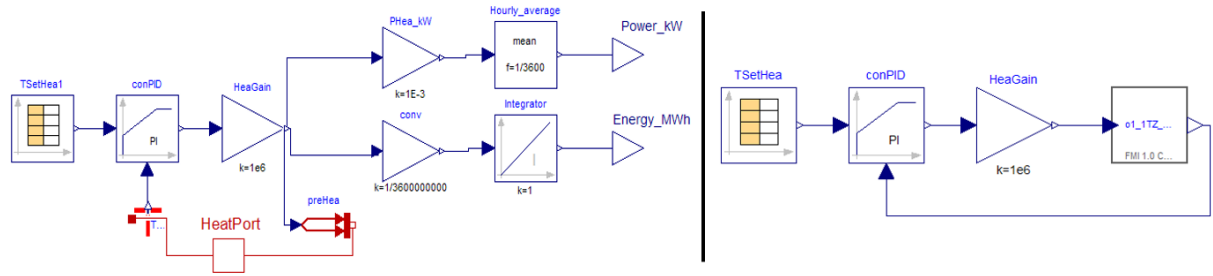 TSetHea1
conPID
PI
HeaGain
k=1e6
PHea_kW
k=1E-3
Hourly_average
mean
f=1/3600
Power_kW
conv
k=1/3600000000
Integrator
I
k=1
Energy_MWh
preHea
T...
HeatPort
TSetHea
conPID
PI
HeaGain
k=1e6
o1_1TZ_...
FMI 1.0 C...